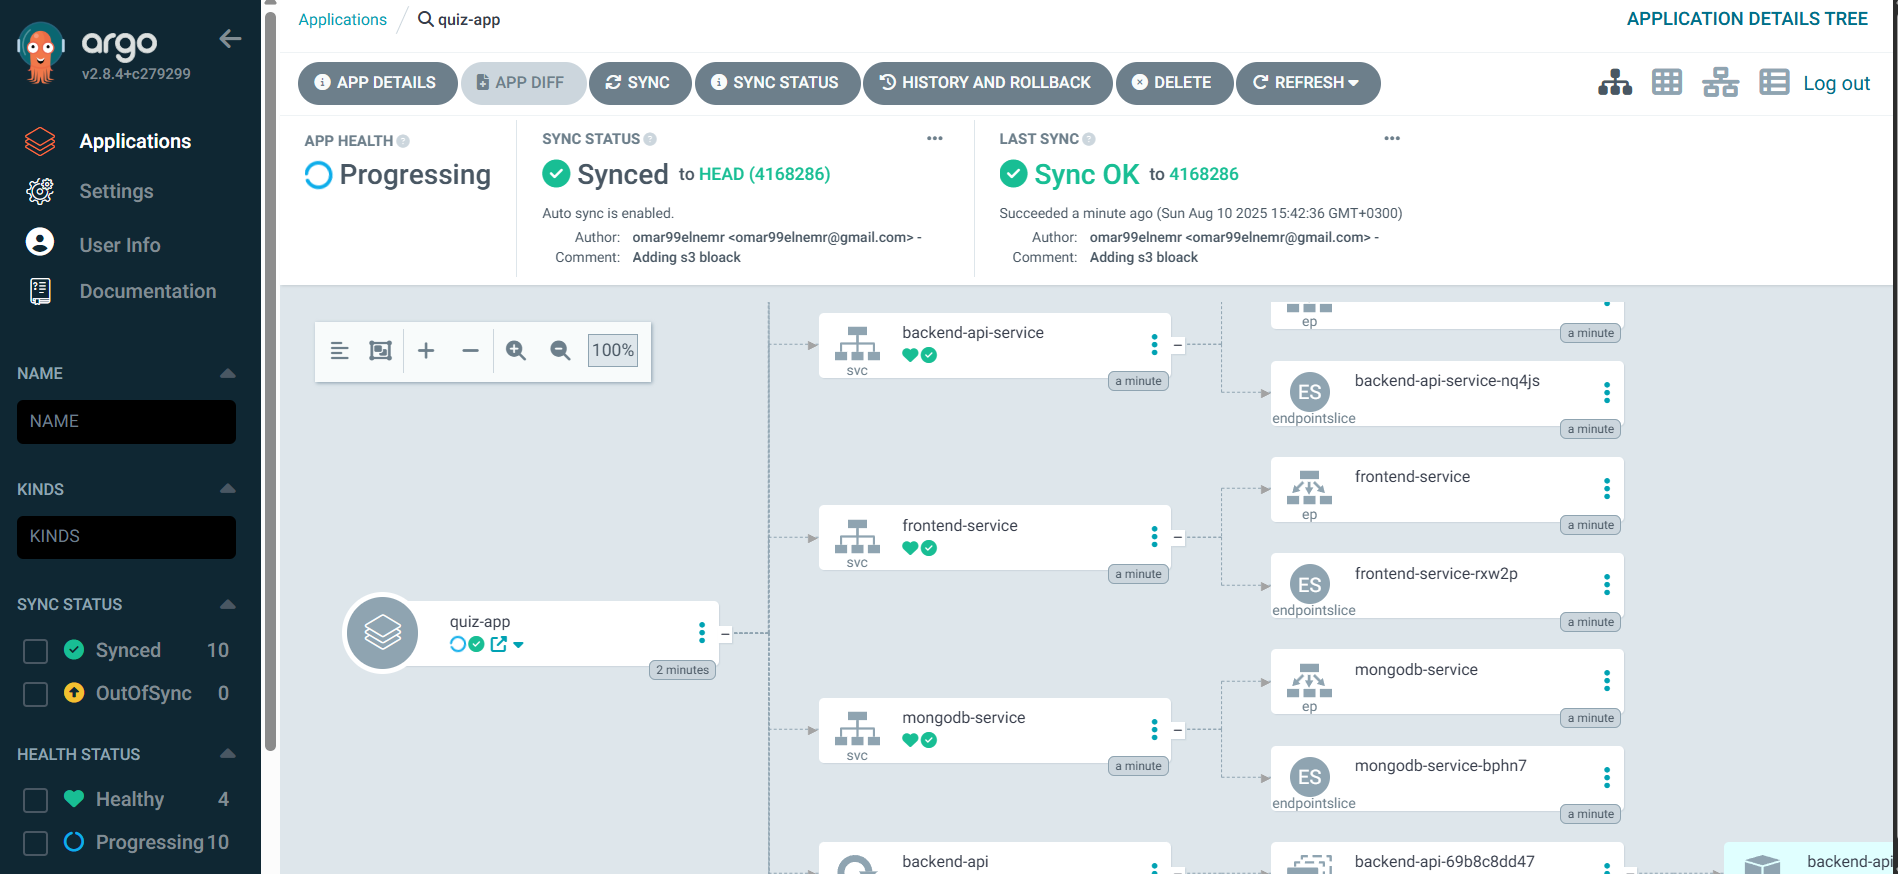 argo
v2.8.4+c279299
Applications
Settings
User Info
Documentation
NAME
NAME
KINDS
KINDS
SYNC STATUS
Synced 10
OutOfSync 0
HEALTH STATUS
Healthy 4
Progressing 10
Applications / quiz-app
APPLICATION DETAILS TREE
APP DETAILS
APP DIFF
SYNC
SYNC STATUS
HISTORY AND ROLLBACK
DELETE
REFRESH
Log out
APP HEALTH
Progressing
SYNC STATUS
Synced to HEAD (4168286)
Auto sync is enabled.
Author: omar99elnemr <omar99elnemr@gmail.com> -
Comment: Adding s3 bloack
LAST SYNC
Sync OK to 4168286
Succeeded a minute ago (Sun Aug 10 2025 15:42:36 GMT+0300)
Author: omar99elnemr <omar99elnemr@gmail.com> -
Comment: Adding s3 bloack
100%
quiz-app
2 minutes
backend-api-service
svc
a minute
frontend-service
svc
a minute
mongodb-service
svc
a minute
backend-api
ep
a minute
ES
backend-api-service-nq4js
endpointslice
a minute
frontend-service
ep
a minute
ES
frontend-service-rxw2p
endpointslice
a minute
mongodb-service
ep
a minute
ES
mongodb-service-bphn7
endpointslice
a minute
backend-api-69b8c8dd47
backend-api